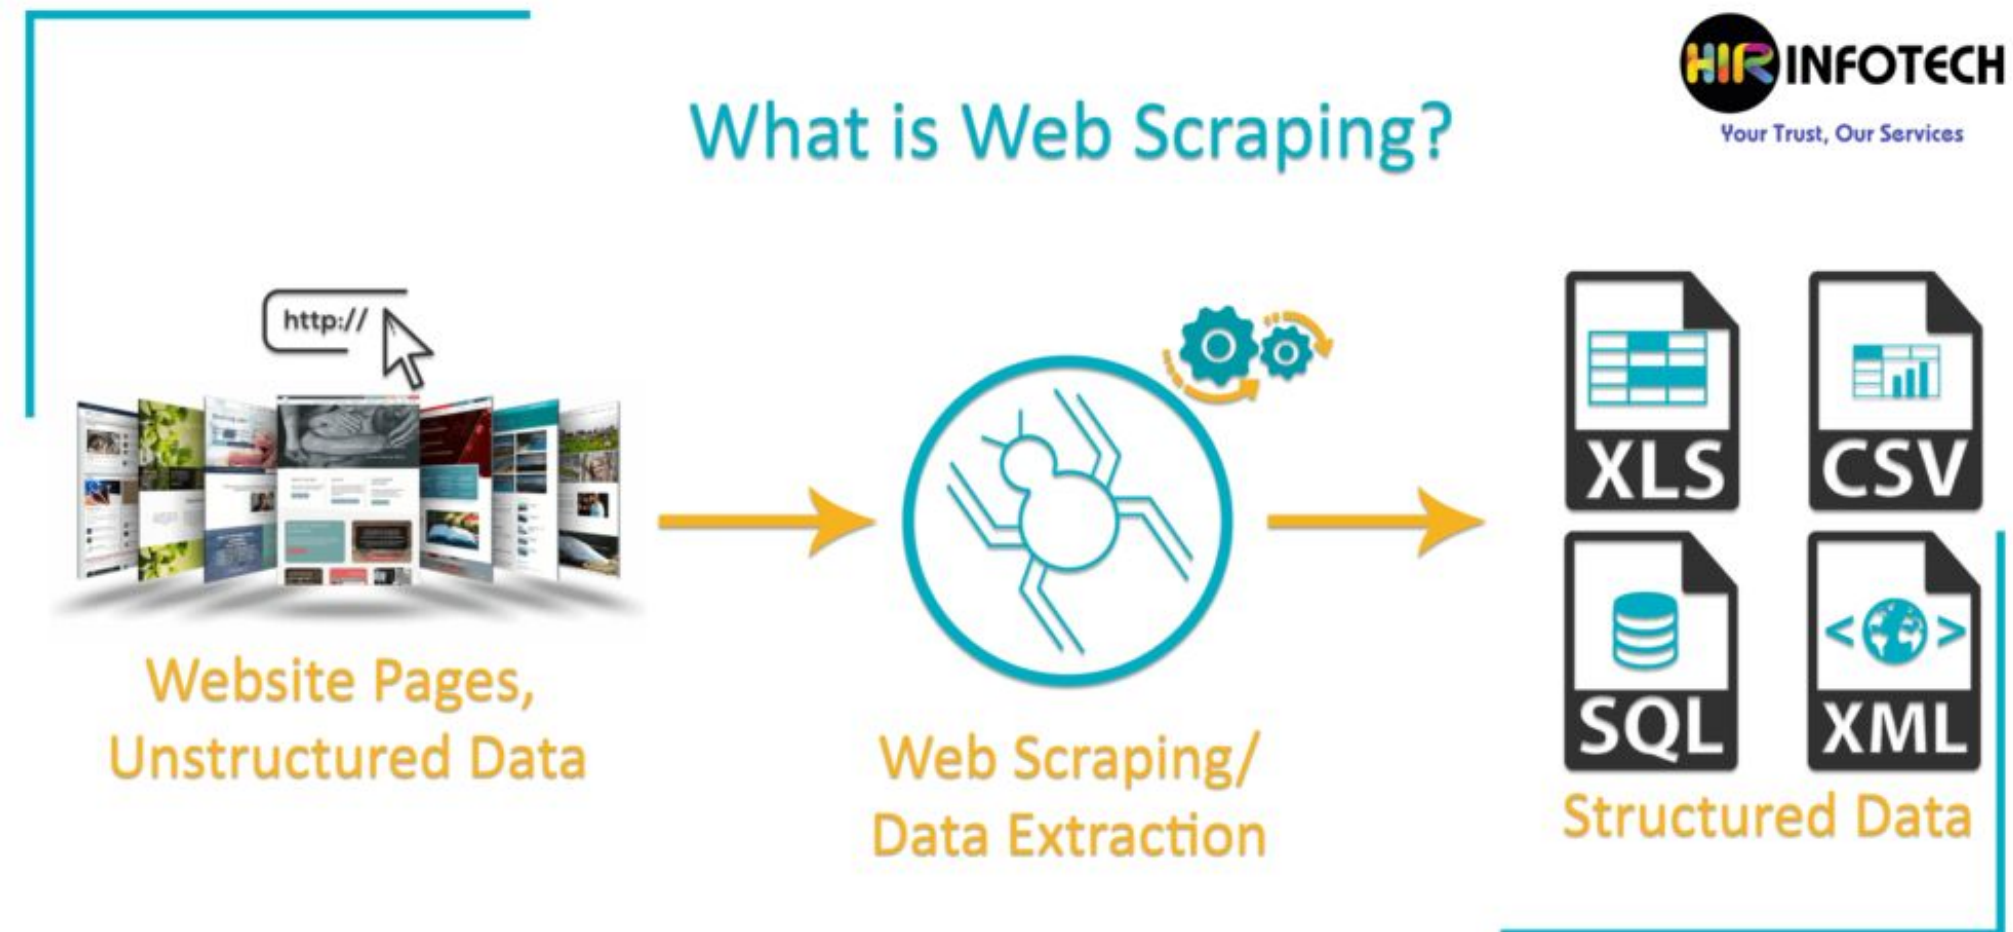 HIR INFOTECH
Your Trust, Our Services
What is Web Scraping?
http://
Website Pages,
Unstructured Data
Web Scraping/
Data Extraction
XLS
CSV
SQL
< >
XML
Structured Data